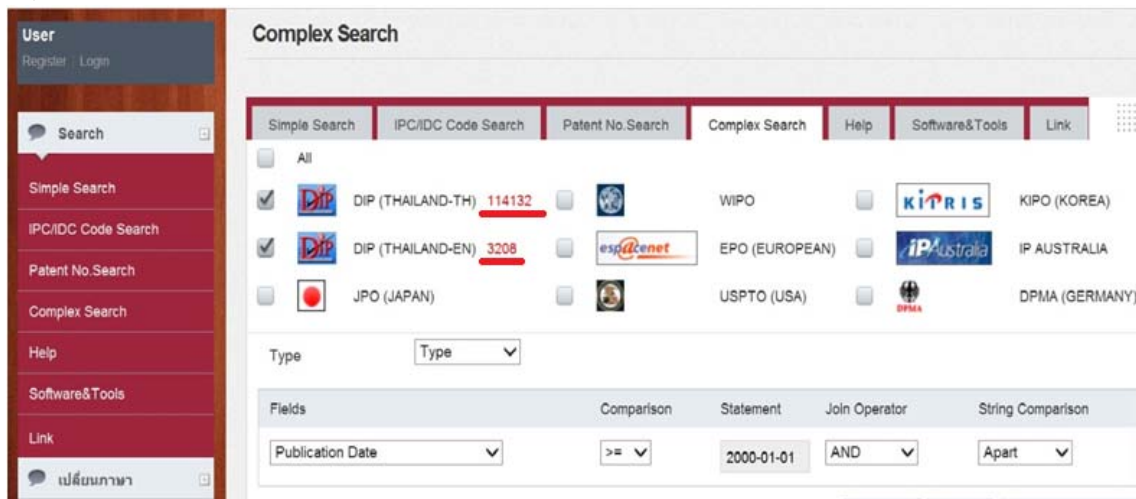 User
Register | Login
Search
Simple Search
IPC/IDC Code Search
Patent No.Search
Complex Search
Help
Software&Tools
Link
เปลี่ยนภาษา
Complex Search
Simple Search IPC/IDC Code Search Patent No.Search Complex Search Help Software&Tools Link
All
DIP DIP (THAILAND-TH) 114132 WIPO KIPRIS KIPO (KOREA)
DIP DIP (THAILAND-EN) 3208 espacenet EPO (EUROPEAN) IP Australia IP AUSTRALIA
JPO (JAPAN) USPTO (USA) DPMA DPMA (GERMANY)
Type Type
Fields Comparison Statement Join Operator String Comparison
Publication Date >= 2000-01-01 AND Apart